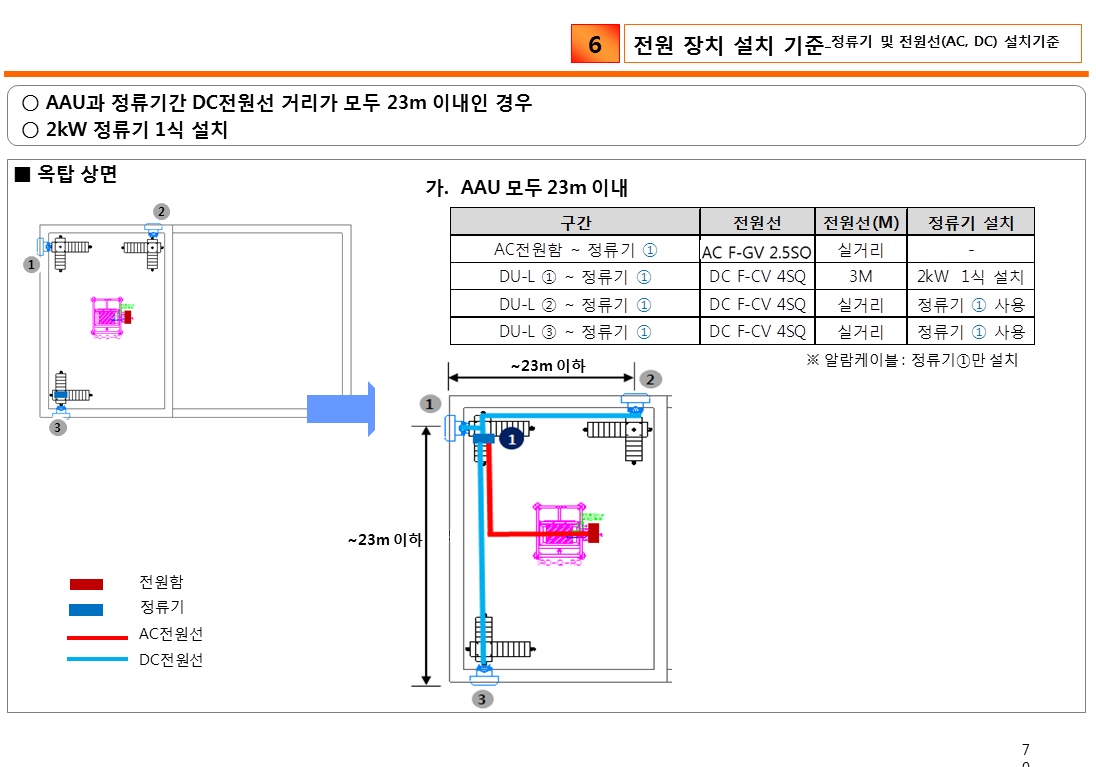 6
전원 장치 설치 기준_정류기 및 전원선(AC, DC) 설치기준
○ AAU과 정류기간 DC전원선 거리가 모두 23m 이내인 경우
○ 2kW 정류기 1식 설치
■ 옥탑 상면
가. AAU 모두 23m 이내
구간 전원선 전원선(M) 정류기 설치
AC전원함 ~ 정류기 ① AC F-GV 2.5SQ 실거리 -
DU-L ① ~ 정류기 ① DC F-CV 4SQ 3M 2kW 1식 설치
DU-L ② ~ 정류기 ① DC F-CV 4SQ 실거리 정류기 ① 사용
DU-L ③ ~ 정류기 ① DC F-CV 4SQ 실거리 정류기 ① 사용
※ 알람케이블 : 정류기①만 설치
2
1
3
~23m 이하
2
1
1
~23m 이하
3
전원함
정류기
AC전원선
DC전원선
7